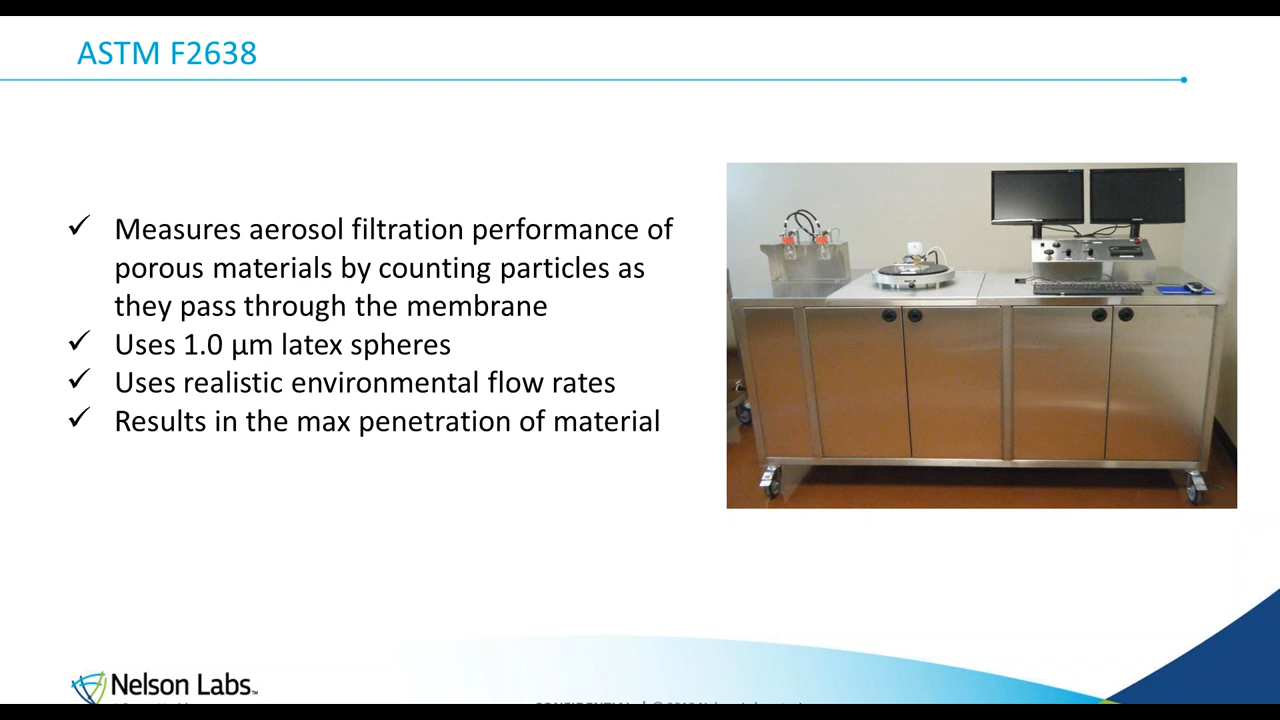 ASTM F2638
✓ Measures aerosol filtration performance of
porous materials by counting particles as
they pass through the membrane
✓ Uses 1.0 µm latex spheres
✓ Uses realistic environmental flow rates
✓ Results in the max penetration of material
Nelson Labs™